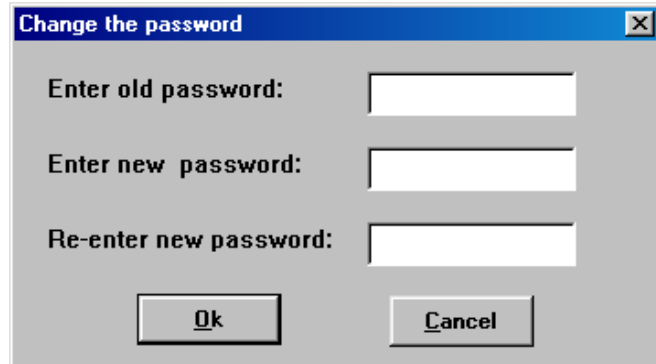 Change the password
Enter old password:
Enter new  password:
Re-enter new password:
Ok Cancel